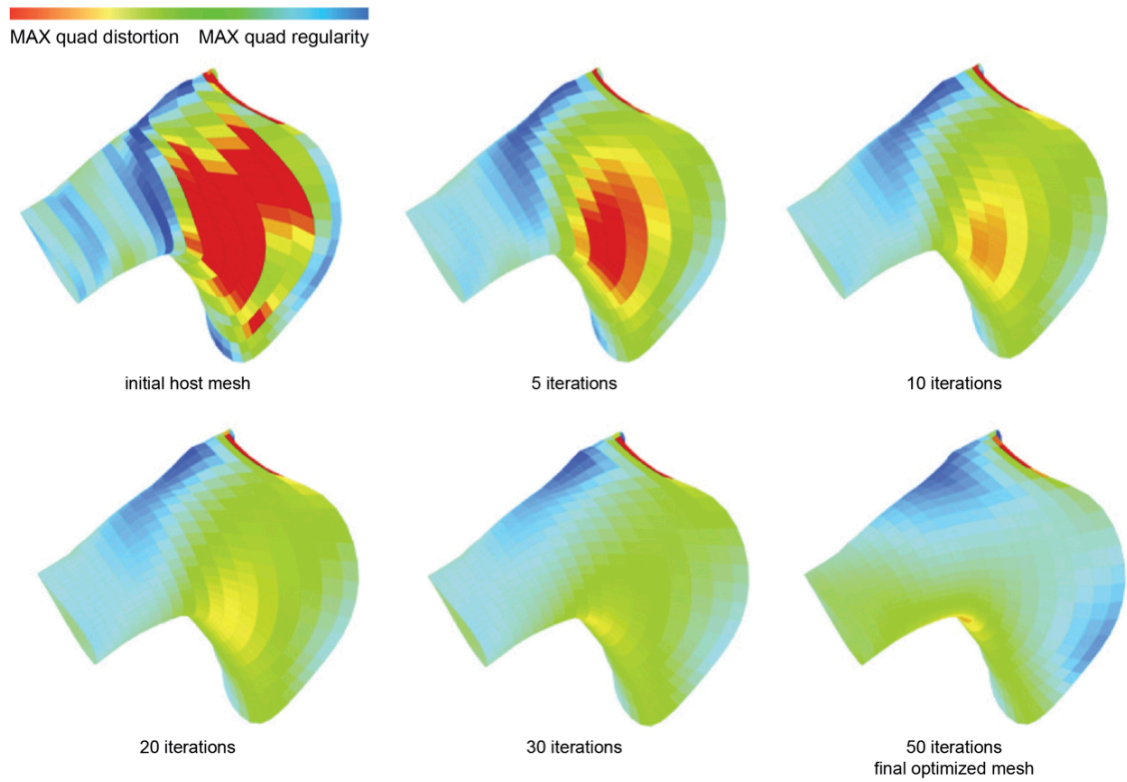 MAX quad distortion MAX quad regularity
initial host mesh
5 iterations
10 iterations
20 iterations
30 iterations
50 iterations
final optimized mesh